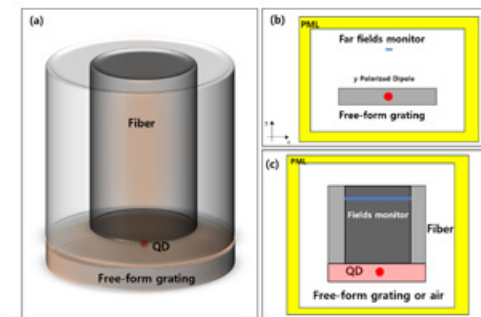 (a)
Fiber
QD
Free-form grating
(b)
PML
Far fields monitor
y Polarized Dipole
Free-form grating
(c)
PML
Fields monitor
Fiber
QD
Free-form grating or air